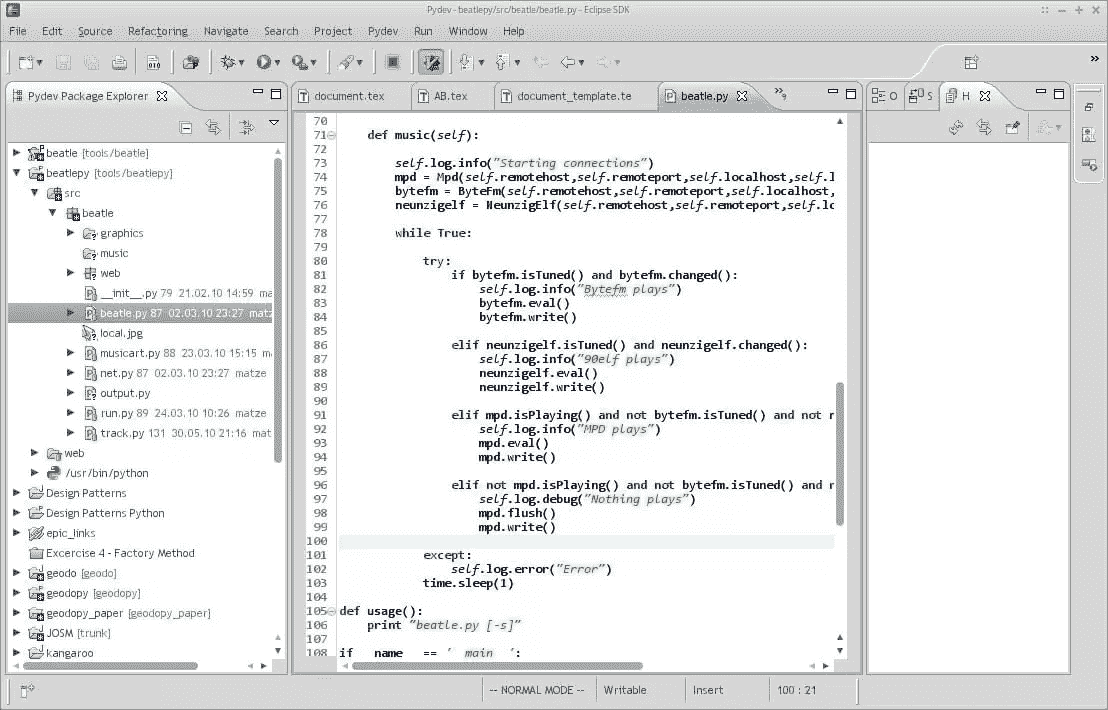 Pydev - beatlepy/src/beatle/beatle.py - Eclipse SDK
File Edit Source Refactoring Navigate Search Project Pydev Run Window Help
Pydev Package Explorer
document.tex AB.tex document_template.te beatle.py 9 O S H
beatle [tools/beatle]
beatlepy [tools/beatlepy]
src
beatle
graphics
music
web
__init__.py 79 21.02.10 14:59
beatle.py 87 02.03.10 23:27 matz
local.jpg
musicart.py 88 23.03.10 15:15
net.py 87 02.03.10 23:27 matze
output.py
run.py 89 24.03.10 10:26 matze
track.py 131 30.05.10 21:16 mat
web
/usr/bin/python
Design Patterns
Design Patterns Python
epic_links
Excercise 4 - Factory Method
geodo [geodo]
geodopy [geodopy]
geodopy_paper [geodopy_paper]
JOSM [trunk]
kangaroo
70
71 def music(self):
72
73 self.log.info("Starting connections")
74 mpd = Mpd(self.remotehost,self.remoteport,self.localhost,self.l
75 bytefm = ByteFm(self.remotehost,self.remoteport,self.localhost,
76 neunzigelf = NeunzigElf(self.remotehost,self.remoteport,self.lo
77
78 while True:
79
80 try:
81 if bytefm.isTuned() and bytefm.changed():
82 self.log.info("Bytefm plays")
83 bytefm.eval()
84 bytefm.write()
85
86 elif neunzigelf.isTuned() and neunzigelf.changed():
87 self.log.info("90elf plays")
88 neunzigelf.eval()
89 neunzigelf.write()
90
91 elif mpd.isPlaying() and not bytefm.isTuned() and not
92 self.log.info("MPD plays")
93 mpd.eval()
94 mpd.write()
95
96 elif not mpd.isPlaying() and not bytefm.isTuned() and
97 self.log.debug("Nothing plays")
98 mpd.flush()
99 mpd.write()
100
101 except:
102 self.log.error("Error")
103 time.sleep(1)
104
105 def usage():
106 print "beatle.py [-s]"
107
108 if __name__ == '__main__':
-- NORMAL MODE -- Writable Insert 100 : 21